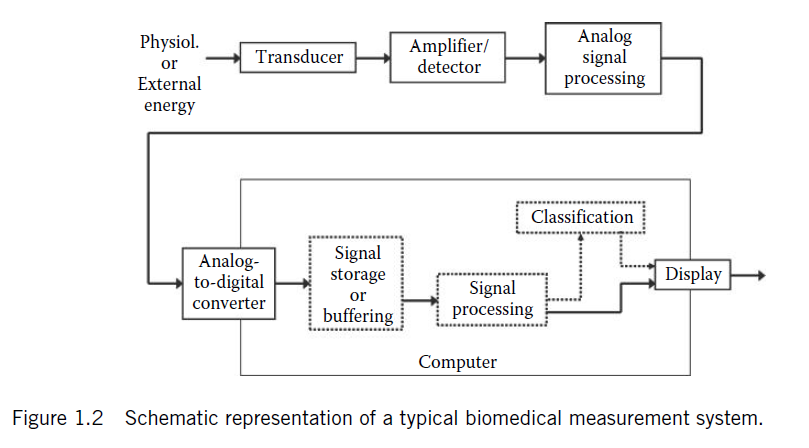 Physiol.
or
External
energy
Transducer
Amplifier/
detector
Analog
signal
processing
Analog-
to-digital
converter
Signal
storage
or
buffering
Signal
processing
Classification
Display
Computer
Figure 1.2 Schematic representation of a typical biomedical measurement system.